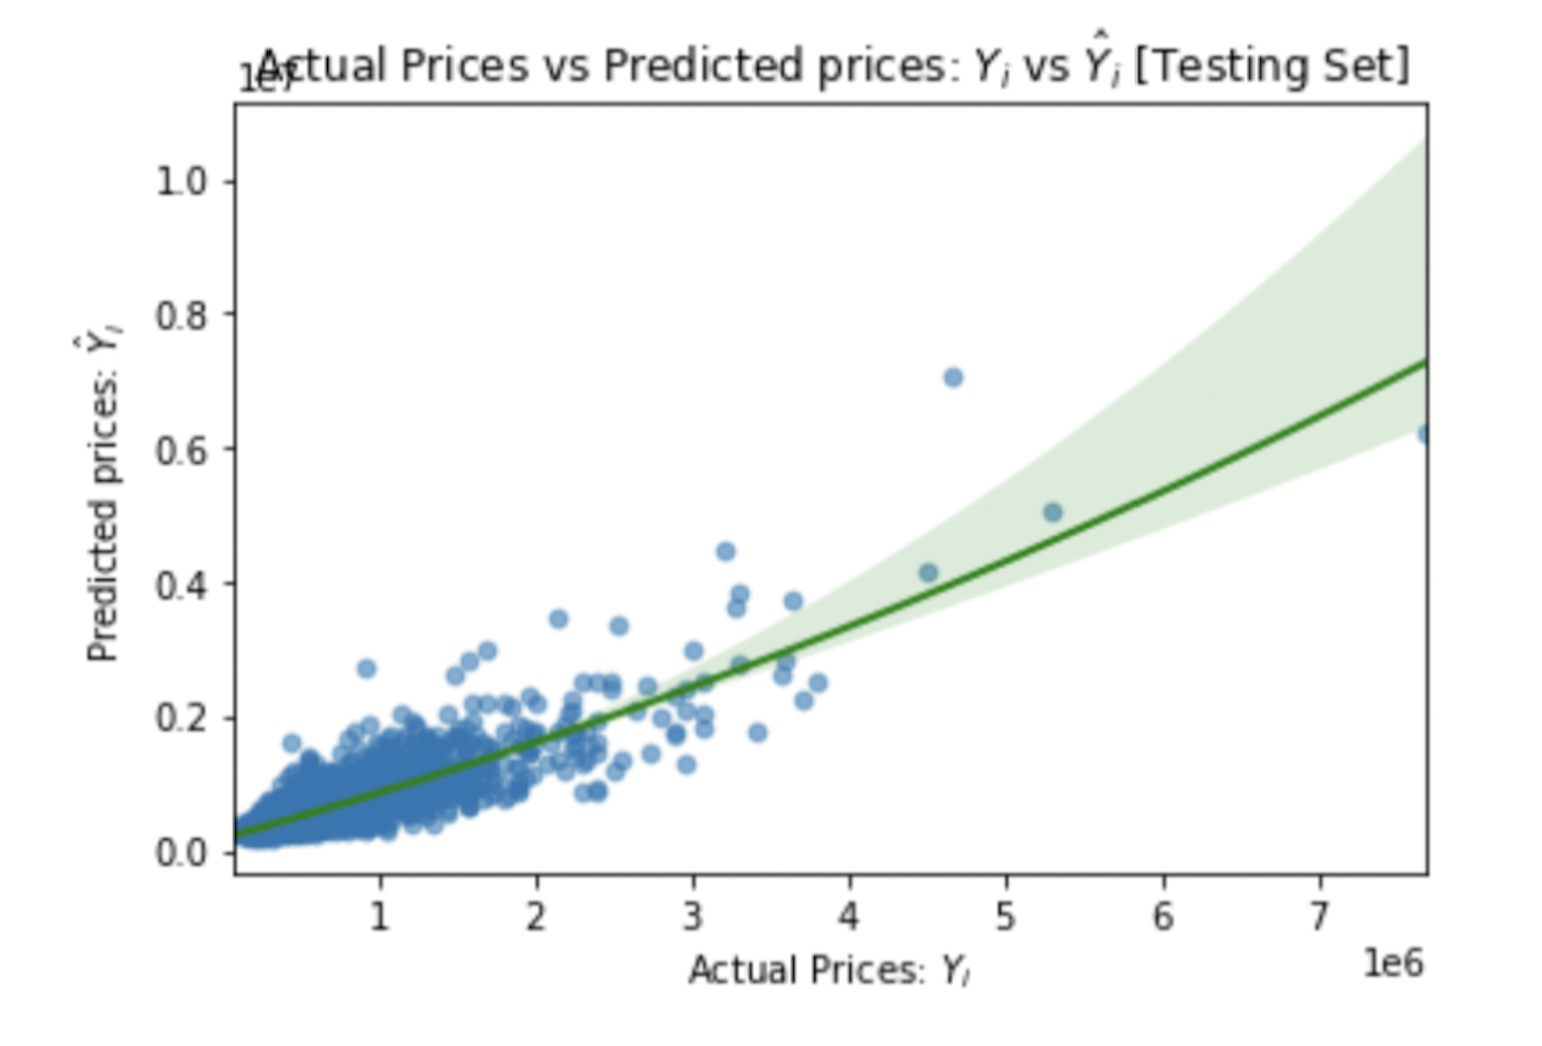 Actual Prices vs Predicted prices: Yi vs Ŷi [Testing Set]
1e7
1.0
0.8
0.6
0.4
0.2
0.0
Predicted prices: Ŷi
1 2 3 4 5 6 7
1e6
Actual Prices: Yi